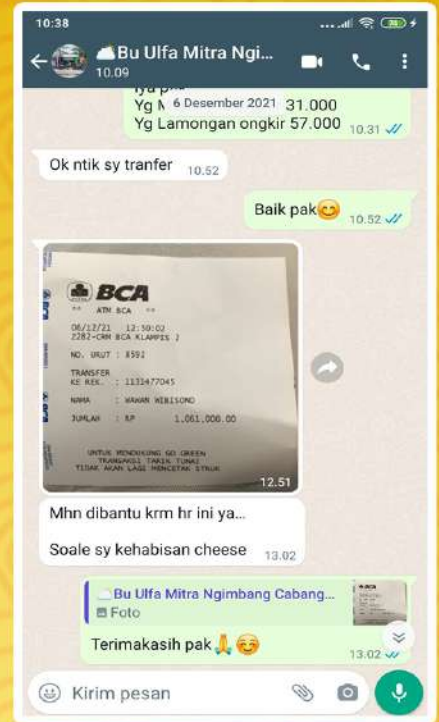 10:38
Bu Ulfa Mitra Ngi...
10.09
6 Desember 2021
31.000
Yg Lamongan ongkir 57.000 10.31
Ok ntik sy tranfer 10.52
Baik pak😊 10.52
BCA
** ATM BCA **
06/12/21 12:50:02
2282-CRM BCA KLAMPIS 2
NO. URUT : 8592
TRANSFER
KE REK. : 1131477045
NAMA : WAWAN WIBISONO
JUMLAH : RP 1,061,000.00
UNTUK MENDUKUNG GO GREEN
TRANSAKSI TARIK TUNAI
TIDAK AKAN LAGI MENCETAK STRUK
12.51
Mhn dibantu krm hr ini ya...
Soale sy kehabisan cheese 13.02
Bu Ulfa Mitra Ngimbang Cabang...
Foto
Terimakasih pak🙏😊 13.02
Kirim pesan